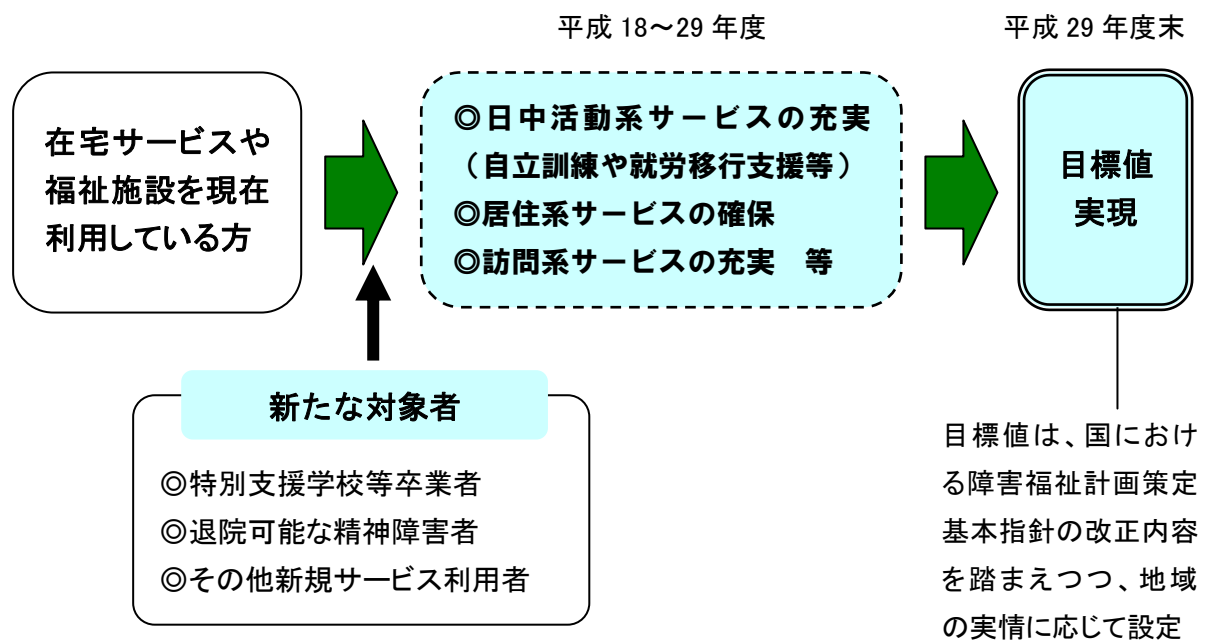 平成 18～29 年度
平成 29 年度末
在宅サービスや
福祉施設を現在
利用している方
◎日中活動系サービスの充実
（自立訓練や就労移行支援等）
◎居住系サービスの確保
◎訪問系サービスの充実　等
目標値
実現
新たな対象者
◎特別支援学校等卒業者
◎退院可能な精神障害者
◎その他新規サービス利用者
目標値は、国におけ
る障害福祉計画策定
基本指針の改正内容
を踏まえつつ、地域
の実情に応じて設定